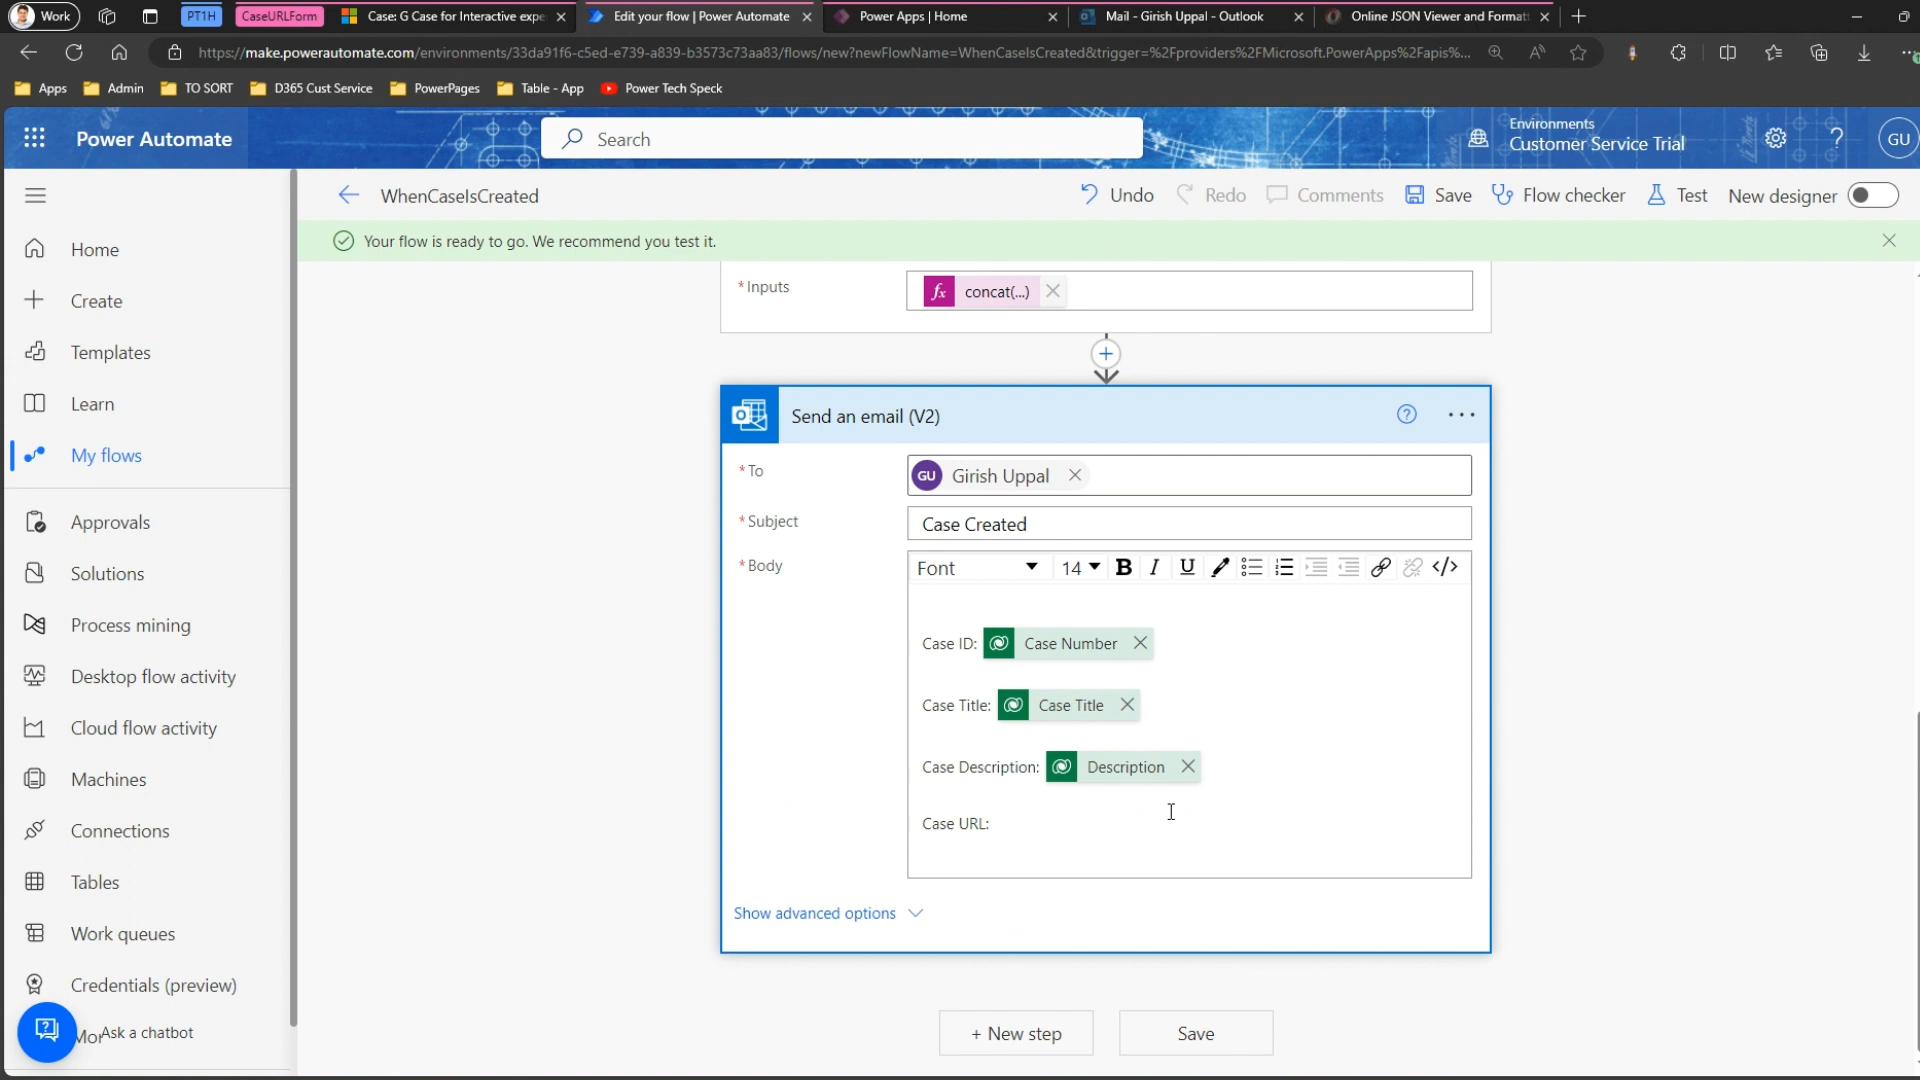 Work
PT1H
CaseURLForm
Case: G Case for Interactive expe
Edit your flow | Power Automate
Power Apps | Home
Mail - Girish Uppal - Outlook
Online JSON Viewer and Formatt
https://make.powerautomate.com/environments/33da91f6-c5ed-e739-a839-b3573c73aa83/flows/new?newFlowName=WhenCaseIsCreated&trigger=%2Fproviders%2FMicrosoft.PowerApps%2Fapis%...
Apps
Admin
TO SORT
D365 Cust Service
PowerPages
Table - App
Power Tech Speck
Power Automate
Search
Environments
Customer Service Trial
GU
WhenCaseIsCreated
Undo
Redo
Comments
Save
Flow checker
Test
New designer
Your flow is ready to go. We recommend you test it.
Home
Create
Templates
Learn
My flows
Approvals
Solutions
Process mining
Desktop flow activity
Cloud flow activity
Machines
Connections
Tables
Work queues
Credentials (preview)
Mor
Ask a chatbot
* Inputs
fx concat(...)
Send an email (V2)
* To
GU Girish Uppal
* Subject
Case Created
* Body
Font
14
B I U </>
Case ID: Case Number
Case Title: Case Title
Case Description: Description
Case URL:
Show advanced options
+ New step
Save